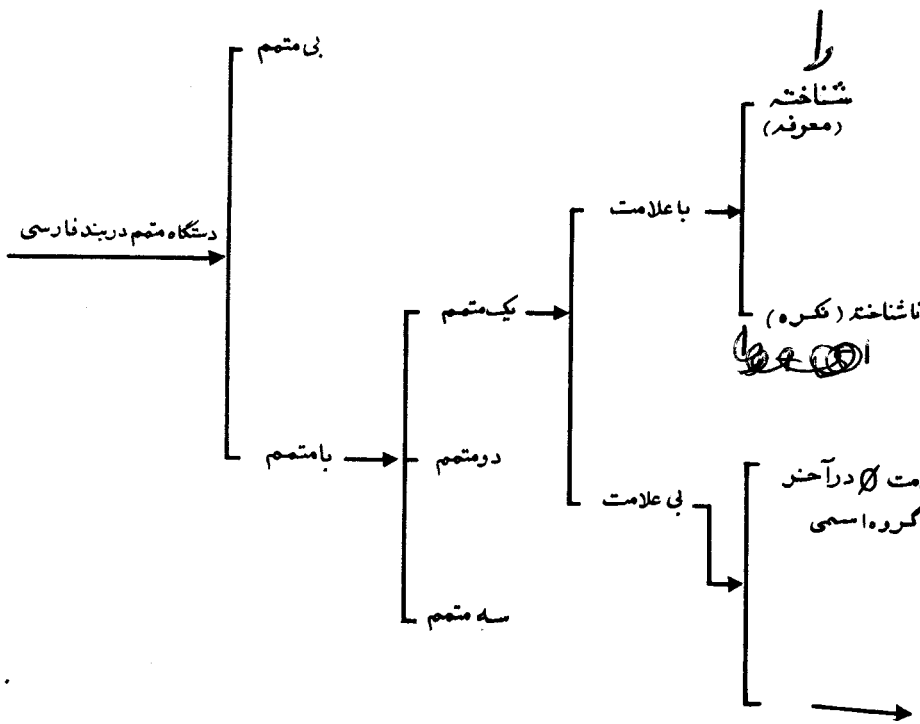 بی متمم
را
شناخته
(معرفه)
دستگاه متمم در بند فارسی
با علامت
یک متمم
ناشناخته (نکره)
با متمم
دو متمم
بی علامت
Ø در آخر
گروه اسمی
سه متمم